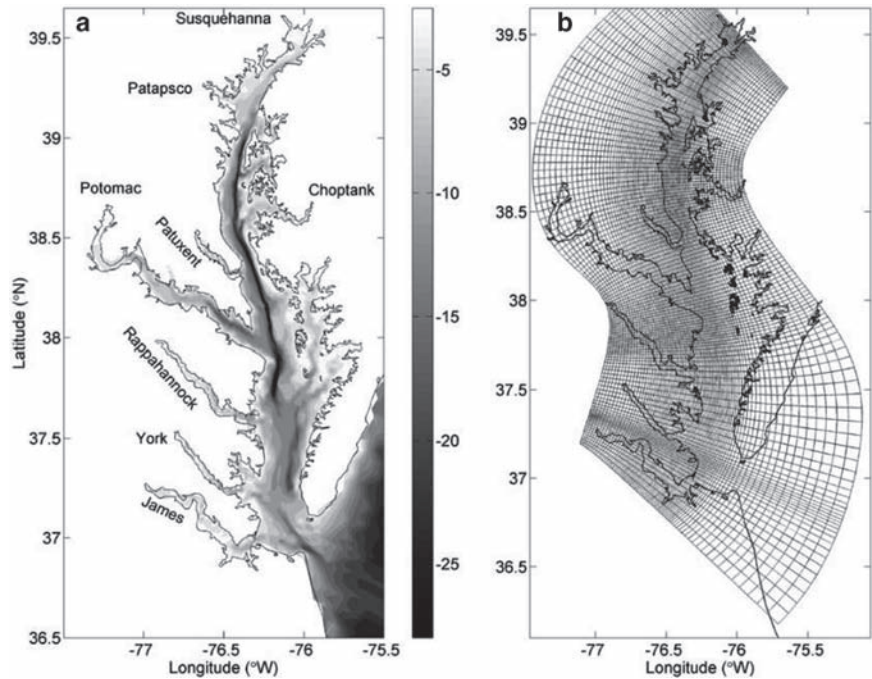 a
Susquehanna
39.5
Patapsco
39
Potomac
Choptank
38.5
Patuxent
Latitude (°N)
38
Rappahannock
37.5
York
37
James
36.5
-77
-76.5
-76
-75.5
Longitude (°W)
-5
-10
-15
-20
-25
b
39.5
39
38.5
38
37.5
37
36.5
-77
-76.5
-76
-75.5
Longitude (°W)